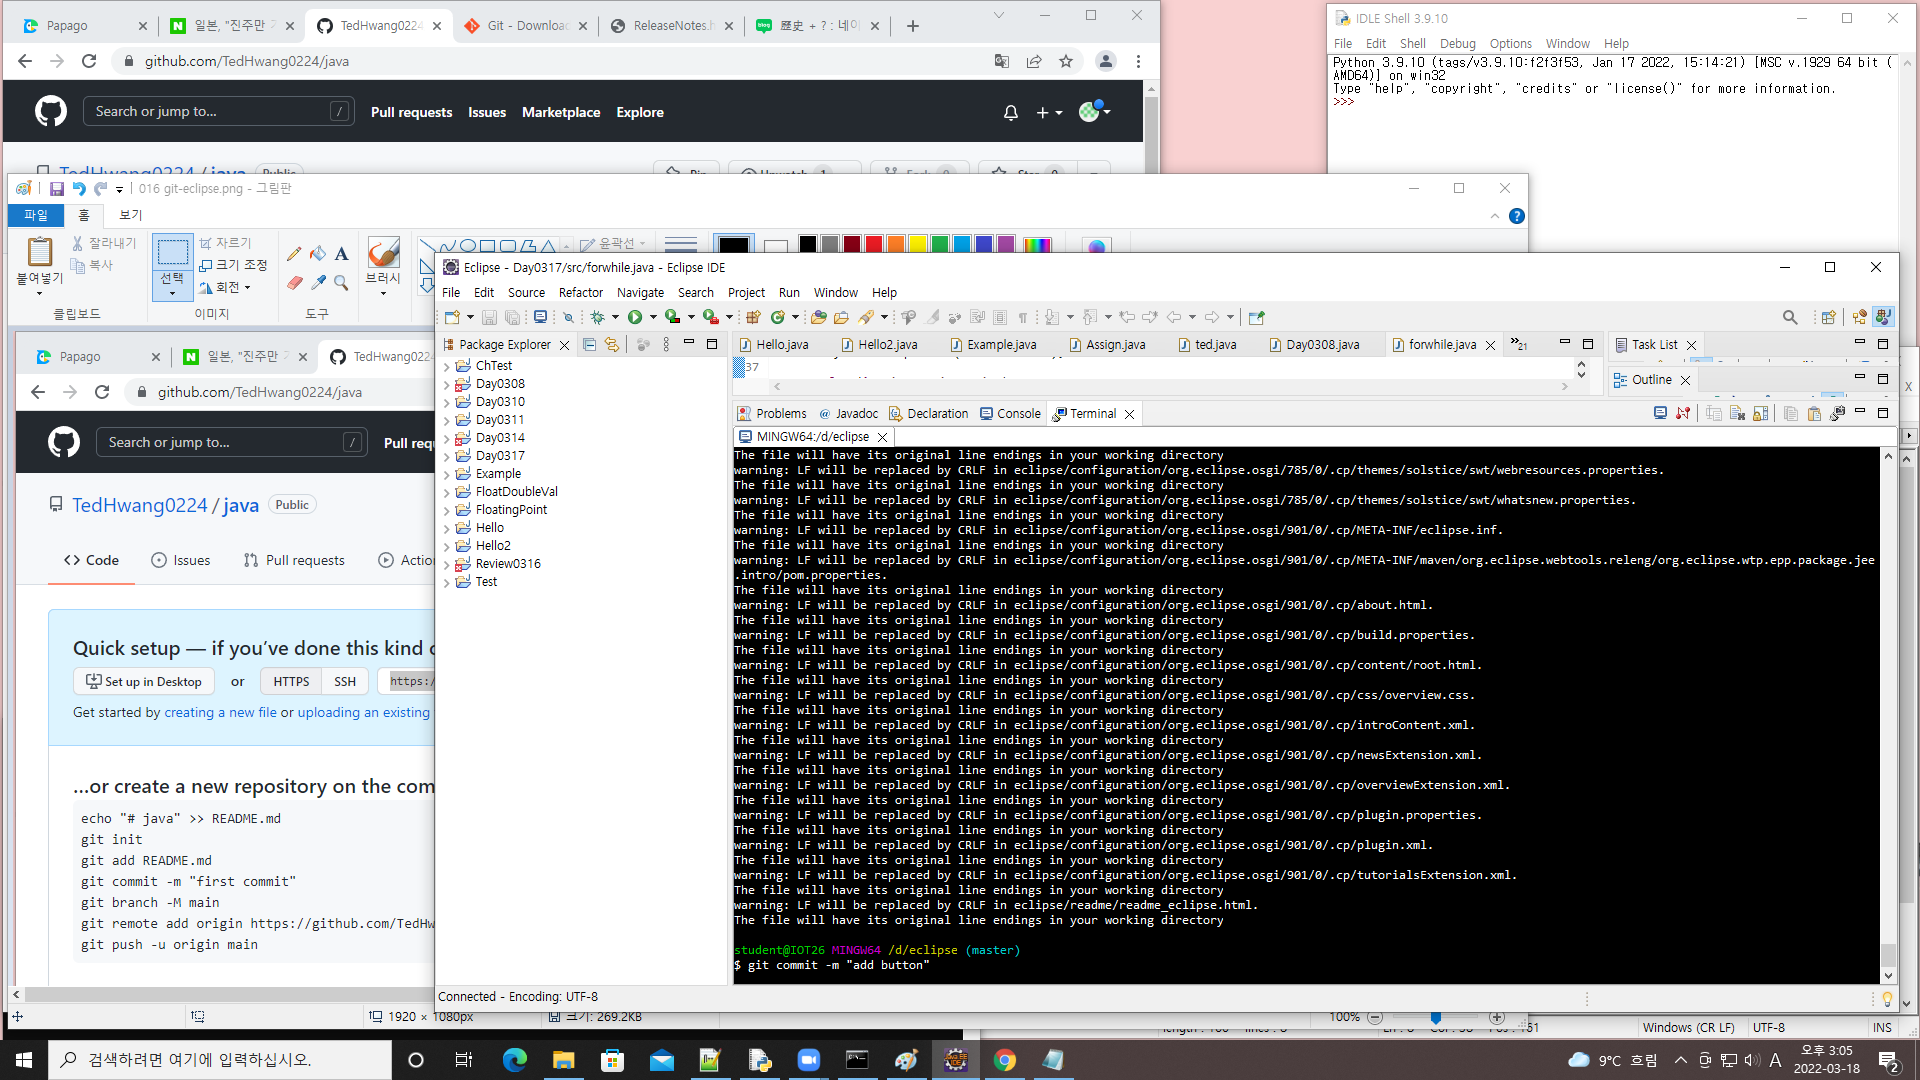 Papago
일본, "진주만
TedHwang0224
Git - Downloac
ReleaseNotes.h
歷史 + ? : 네이
github.com/TedHwang0224/java
Search or jump to...
/
Pull requests
Issues
Marketplace
Explore
016 git-eclipse.png - 그림판
파일
홈
보기
붙여넣기
잘라내기
복사
클립보드
선택
자르기
크기 조정
회전
이미지
도구
브러시
윤곽선
Papago
일본, "진주만
TedHwang0224
github.com/TedHwang0224/java
Search or jump to...
/
Pull req
TedHwang0224 / java
Public
Code
Issues
Pull requests
Action
Quick setup — if you've done this kind o
Set up in Desktop
or
HTTPS
SSH
https:/
Get started by creating a new file or uploading an existing
...or create a new repository on the com
echo "# java" >> README.md
git init
git add README.md
git commit -m "first commit"
git branch -M main
git remote add origin https://github.com/TedHw
git push -u origin main
1920 × 1080px
크기: 269.2KB
100%
IDLE Shell 3.9.10
File Edit Shell Debug Options Window Help
Python 3.9.10 (tags/v3.9.10:f2f3f53, Jan 17 2022, 15:14:21) [MSC v.1929 64 bit (
AMD64)] on win32
Type "help", "copyright", "credits" or "license()" for more information.
>>>
Eclipse - Day0317/src/forwhile.java - Eclipse IDE
File Edit Source Refactor Navigate Search Project Run Window Help
Package Explorer
ChTest
Day0308
Day0310
Day0311
Day0314
Day0317
Example
FloatDoubleVal
FloatingPoint
Hello
Hello2
Review0316
Test
Hello.java
Hello2.java
Example.java
Assign.java
ted.java
Day0308.java
forwhile.java
»21
37
Task List
Outline
Problems
Javadoc
Declaration
Console
Terminal
MINGW64:/d/eclipse
The file will have its original line endings in your working directory
warning: LF will be replaced by CRLF in eclipse/configuration/org.eclipse.osgi/785/0/.cp/themes/solstice/swt/webresources.properties.
The file will have its original line endings in your working directory
warning: LF will be replaced by CRLF in eclipse/configuration/org.eclipse.osgi/785/0/.cp/themes/solstice/swt/whatsnew.properties.
The file will have its original line endings in your working directory
warning: LF will be replaced by CRLF in eclipse/configuration/org.eclipse.osgi/901/0/.cp/META-INF/eclipse.inf.
The file will have its original line endings in your working directory
warning: LF will be replaced by CRLF in eclipse/configuration/org.eclipse.osgi/901/0/.cp/META-INF/maven/org.eclipse.webtools.releng/org.eclipse.wtp.epp.package.jee
.intro/pom.properties.
The file will have its original line endings in your working directory
warning: LF will be replaced by CRLF in eclipse/configuration/org.eclipse.osgi/901/0/.cp/about.html.
The file will have its original line endings in your working directory
warning: LF will be replaced by CRLF in eclipse/configuration/org.eclipse.osgi/901/0/.cp/build.properties.
The file will have its original line endings in your working directory
warning: LF will be replaced by CRLF in eclipse/configuration/org.eclipse.osgi/901/0/.cp/content/root.html.
The file will have its original line endings in your working directory
warning: LF will be replaced by CRLF in eclipse/configuration/org.eclipse.osgi/901/0/.cp/css/overview.css.
The file will have its original line endings in your working directory
warning: LF will be replaced by CRLF in eclipse/configuration/org.eclipse.osgi/901/0/.cp/introContent.xml.
The file will have its original line endings in your working directory
warning: LF will be replaced by CRLF in eclipse/configuration/org.eclipse.osgi/901/0/.cp/newsExtension.xml.
The file will have its original line endings in your working directory
warning: LF will be replaced by CRLF in eclipse/configuration/org.eclipse.osgi/901/0/.cp/overviewExtension.xml.
The file will have its original line endings in your working directory
warning: LF will be replaced by CRLF in eclipse/configuration/org.eclipse.osgi/901/0/.cp/plugin.properties.
The file will have its original line endings in your working directory
warning: LF will be replaced by CRLF in eclipse/configuration/org.eclipse.osgi/901/0/.cp/plugin.xml.
The file will have its original line endings in your working directory
warning: LF will be replaced by CRLF in eclipse/configuration/org.eclipse.osgi/901/0/.cp/tutorialsExtension.xml.
The file will have its original line endings in your working directory
warning: LF will be replaced by CRLF in eclipse/readme/readme_eclipse.html.
The file will have its original line endings in your working directory
student@IOT26 MINGW64 /d/eclipse (master)
$ git commit -m "add button"
Connected - Encoding: UTF-8
Windows (CR LF)
UTF-8
INS
검색하려면 여기에 입력하십시오.
9°C 흐림
A
오후 3:05
2022-03-18
2